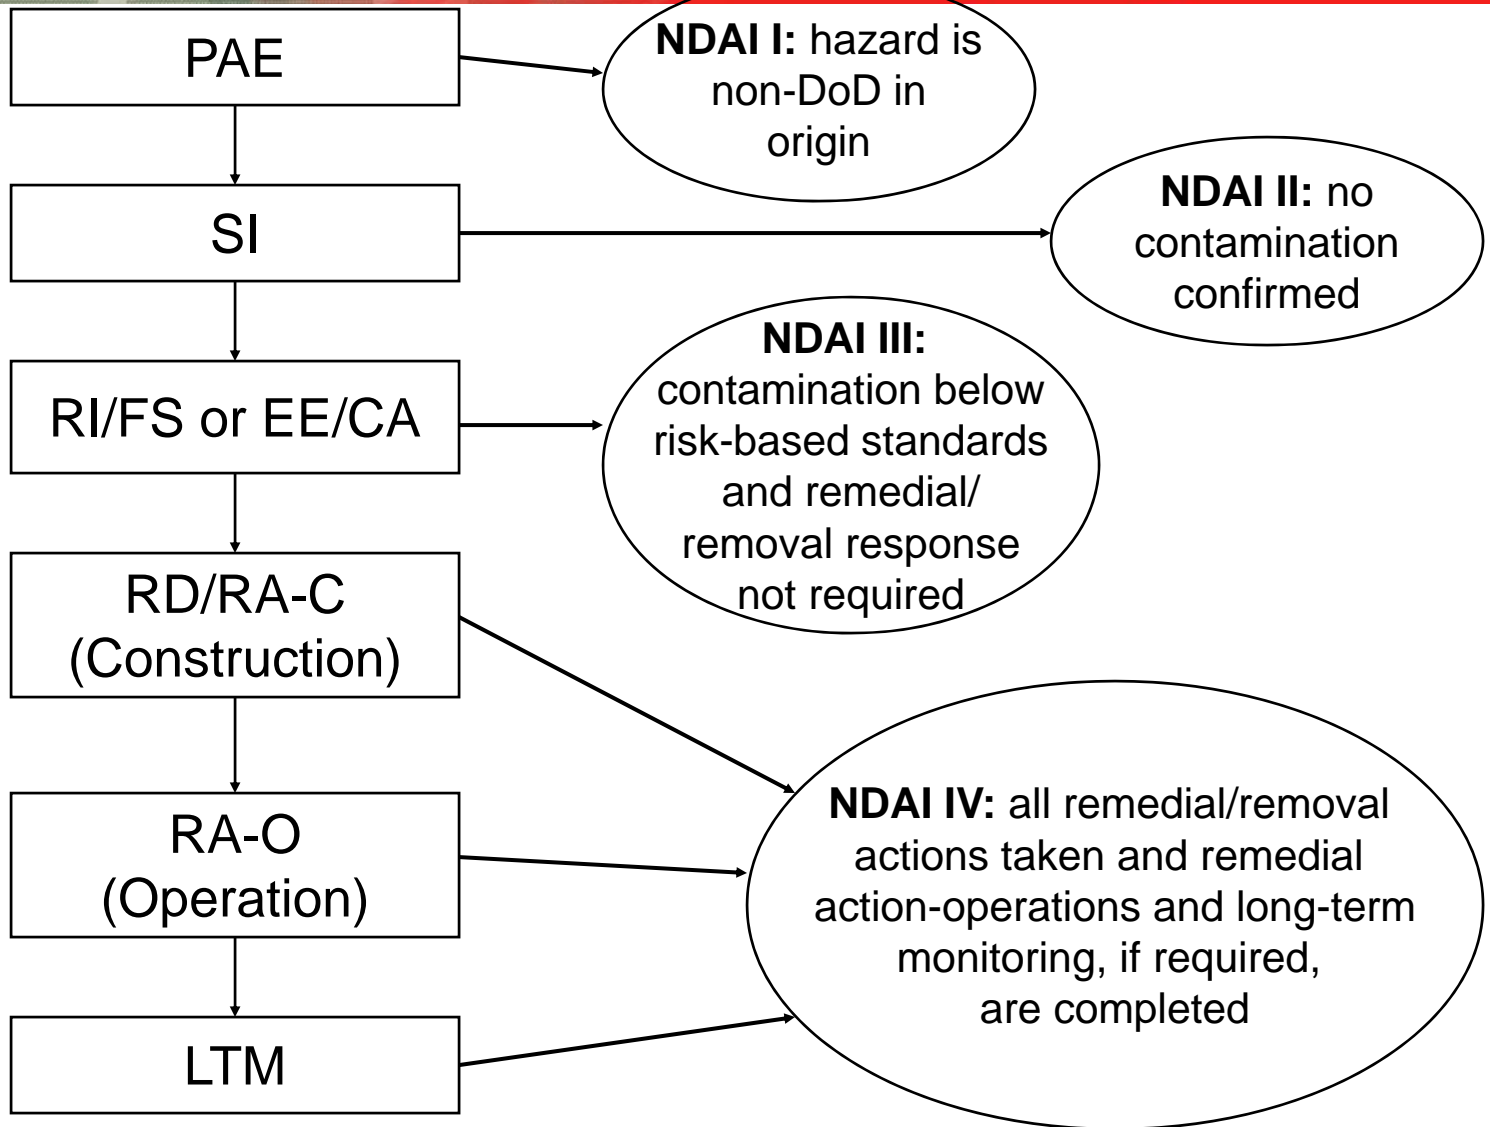 PAE
NDAI I: hazard is
non-DoD in
origin
SI
NDAI II: no
contamination
confirmed
RI/FS or EE/CA
NDAI III:
contamination below
risk-based standards
and remedial/
removal response
not required
RD/RA-C
(Construction)
RA-O
(Operation)
NDAI IV: all remedial/removal
actions taken and remedial
action-operations and long-term
monitoring, if required,
are completed
LTM